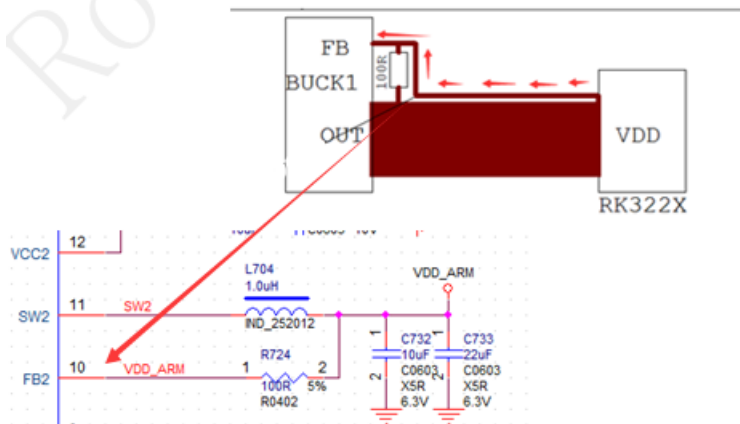 Ro
FB
100R
BUCK1
OUT
VDD
RK322X
VCC2
12
L704
1.0uH
VDD_ARM
SW2
11
SW2
IND_252012
R724
FB2
10
VDD_ARM
1
2
100R
5%
R0402
1
C732
10uF
2
C0603
X5R
6.3V
1
C733
22uF
2
C0603
X5R
6.3V